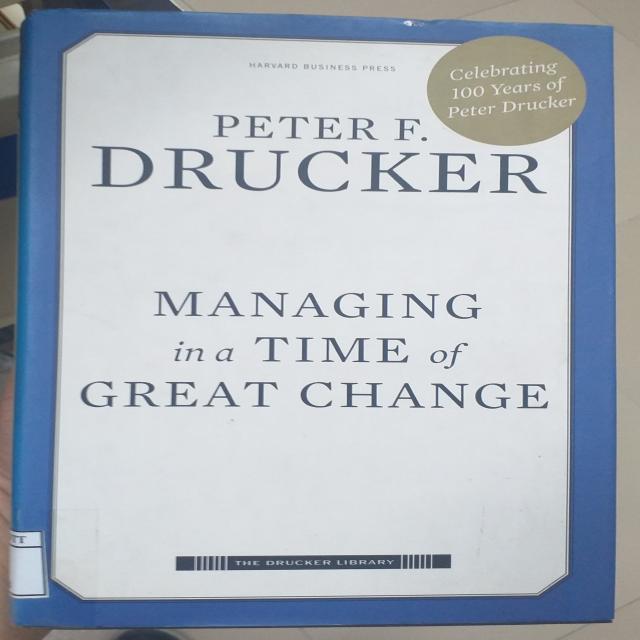 HARVARD BUSINESS PRESS
Celebrating
100 Years of
Peter Drucker
PETER F.
DRUCKER
MANAGING
in a TIME of
GREAT CHANGE
THE DRUCKER LIBRARY